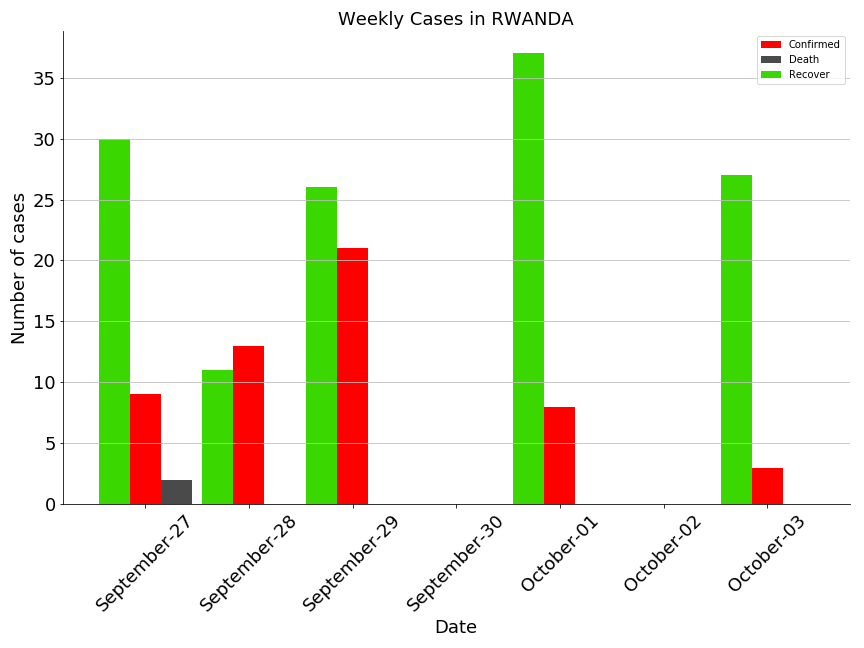 Weekly Cases in RWANDA
Confirmed
Death
Recover
Number of cases
35
30
25
20
15
10
5
0
September-27
September-28
September-29
September-30
October-01
October-02
October-03
Date